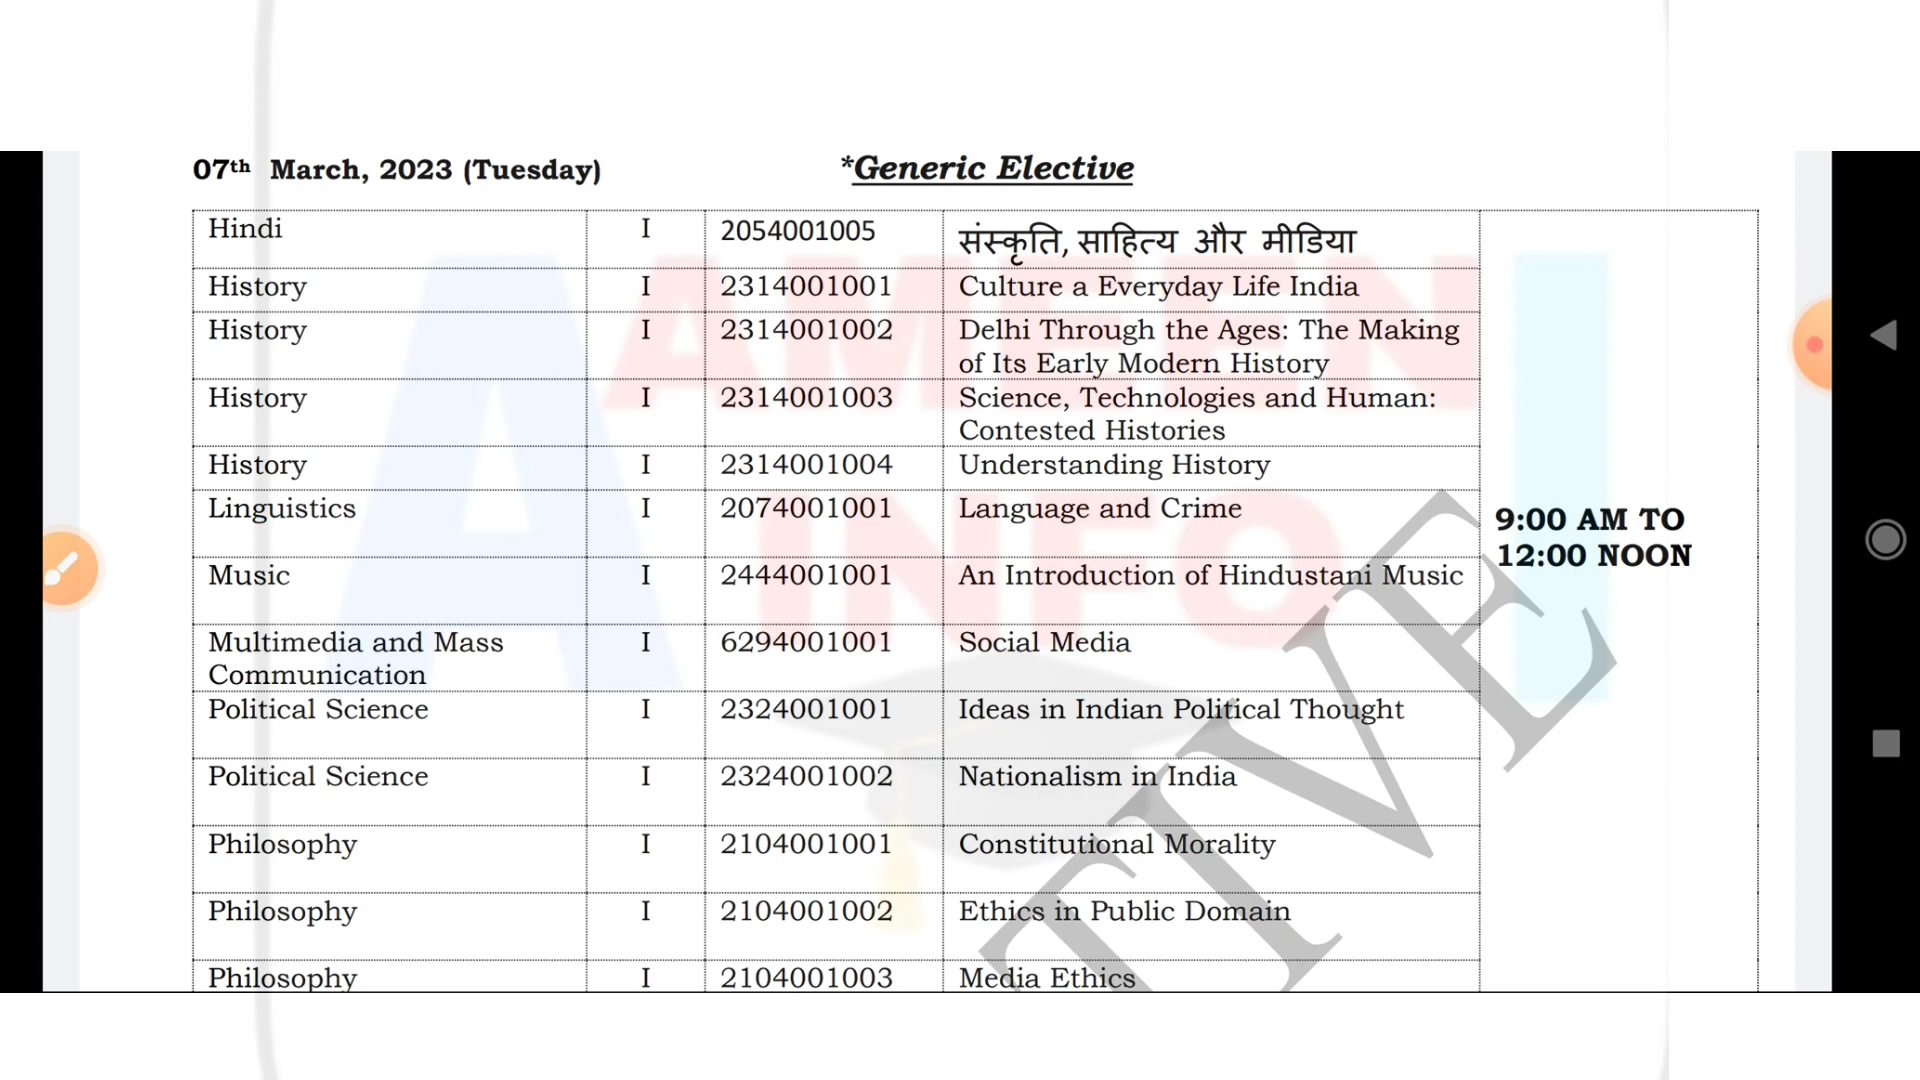 07th March, 2023 (Tuesday) *Generic Elective
Hindi I 2054001005 संस्कृति, साहित्य और मीडिया
History I 2314001001 Culture a Everyday Life India
History I 2314001002 Delhi Through the Ages: The Making
of Its Early Modern History
History I 2314001003 Science, Technologies and Human:
Contested Histories
History I 2314001004 Understanding History
Linguistics I 2074001001 Language and Crime
9:00 AM TO
12:00 NOON
Music I 2444001001 An Introduction of Hindustani Music
Multimedia and Mass I 6294001001 Social Media
Communication
Political Science I 2324001001 Ideas in Indian Political Thought
Political Science I 2324001002 Nationalism in India
Philosophy I 2104001001 Constitutional Morality
Philosophy I 2104001002 Ethics in Public Domain
Philosophy I 2104001003 Media Ethics
A AMEEN I
INFO
TIVE